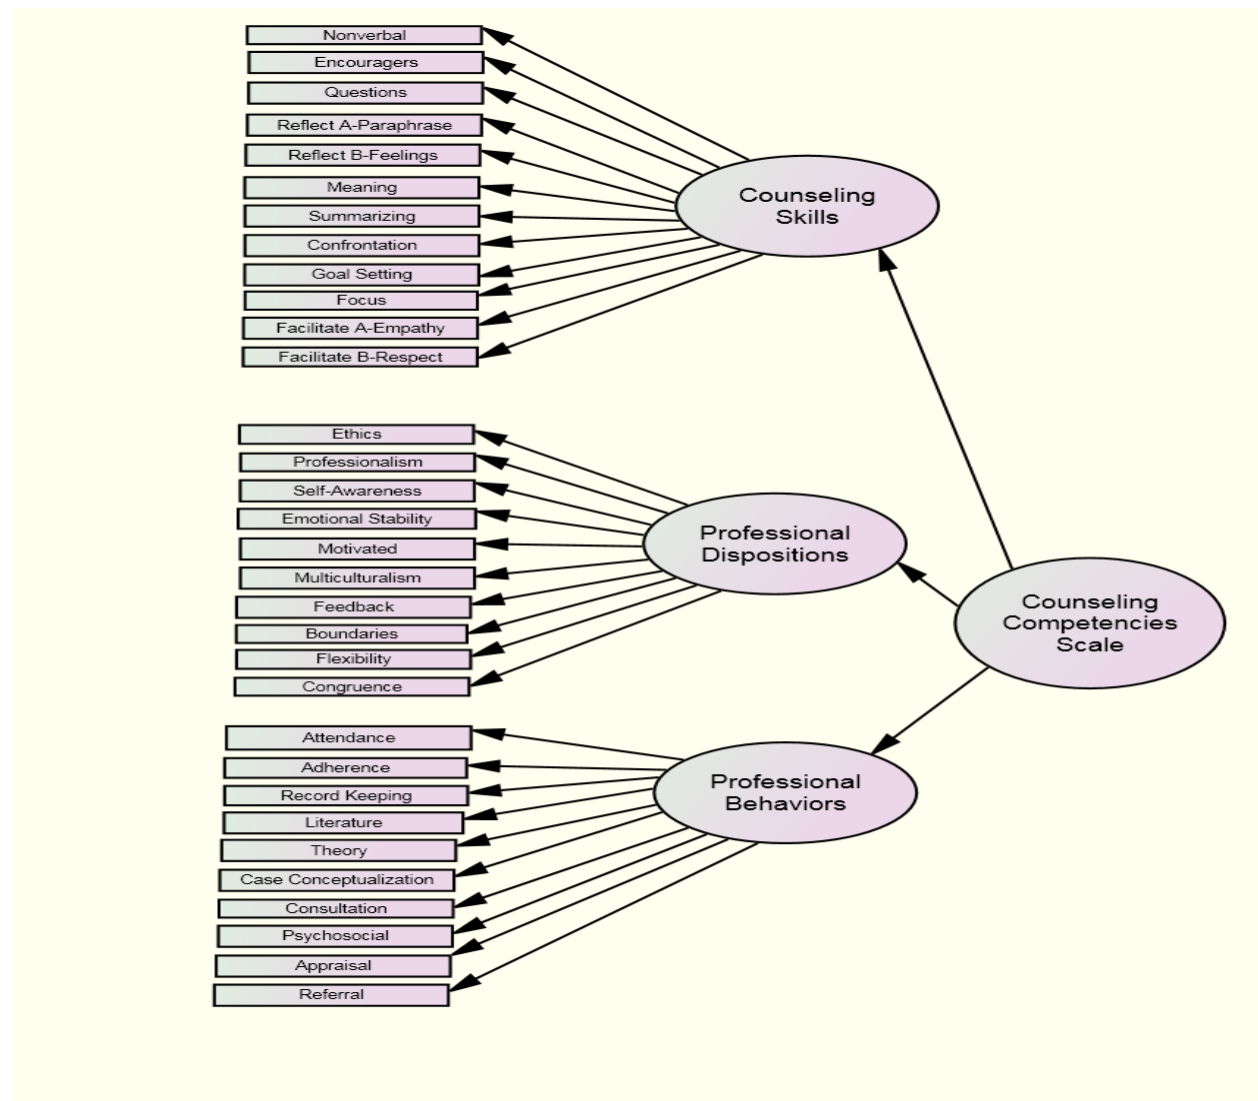 Nonverbal
Encouragers
Questions
Reflect A-Paraphrase
Reflect B-Feelings
Meaning
Summarizing
Confrontation
Goal Setting
Focus
Facilitate A-Empathy
Facilitate B-Respect
Counseling
Skills
Ethics
Professionalism
Self-Awareness
Emotional Stability
Motivated
Multiculturalism
Feedback
Boundaries
Flexibility
Congruence
Professional
Dispositions
Counseling
Competencies
Scale
Attendance
Adherence
Record Keeping
Literature
Theory
Case Conceptualization
Consultation
Psychosocial
Appraisal
Referral
Professional
Behaviors